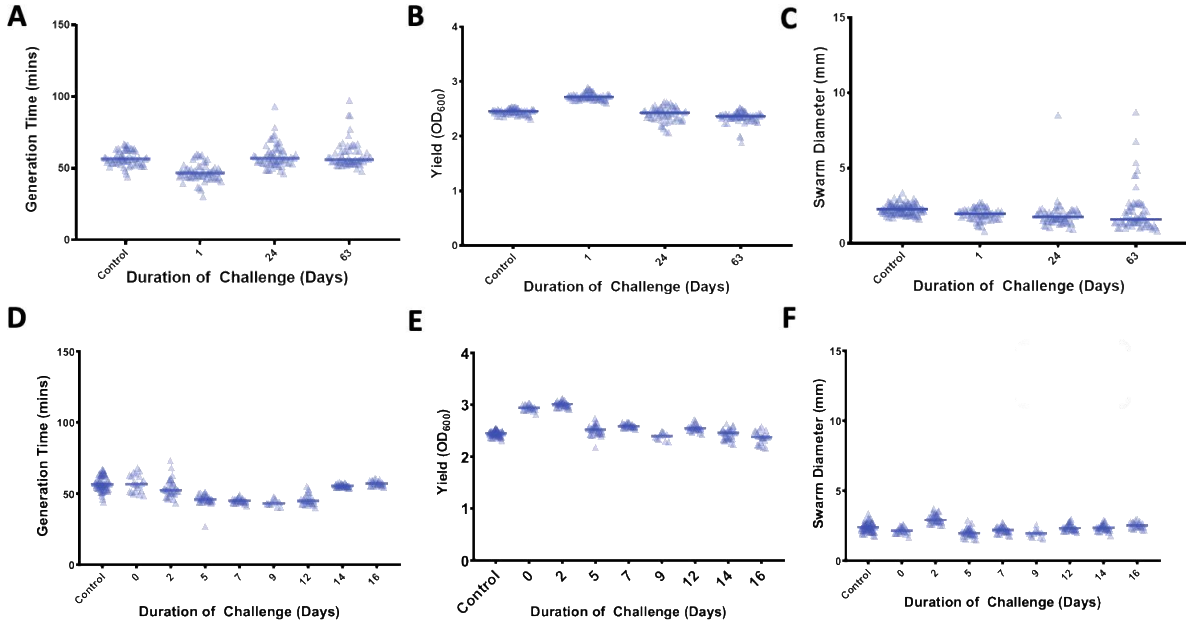 A
Generation Time (mins)
150
100
50
0
Control
1
24
63
Duration of Challenge (Days)
B
Yield (OD600)
4
3
2
1
0
Control
1
24
63
Duration of Challenge (Days)
C
Swarm Diameter (mm)
15
10
5
0
Control
1
24
63
Duration of Challenge (Days)
D
Generation Time (mins)
150
100
50
0
Control
0
2
5
7
9
12
14
16
Duration of Challenge (Days)
E
Yield (OD600)
4
3
2
1
0
Control
0
2
5
7
9
12
14
16
Duration of Challenge (Days)
F
Swarm Diameter (mm)
15
10
5
0
Control
0
2
5
7
9
12
14
16
Duration of Challenge (Days)